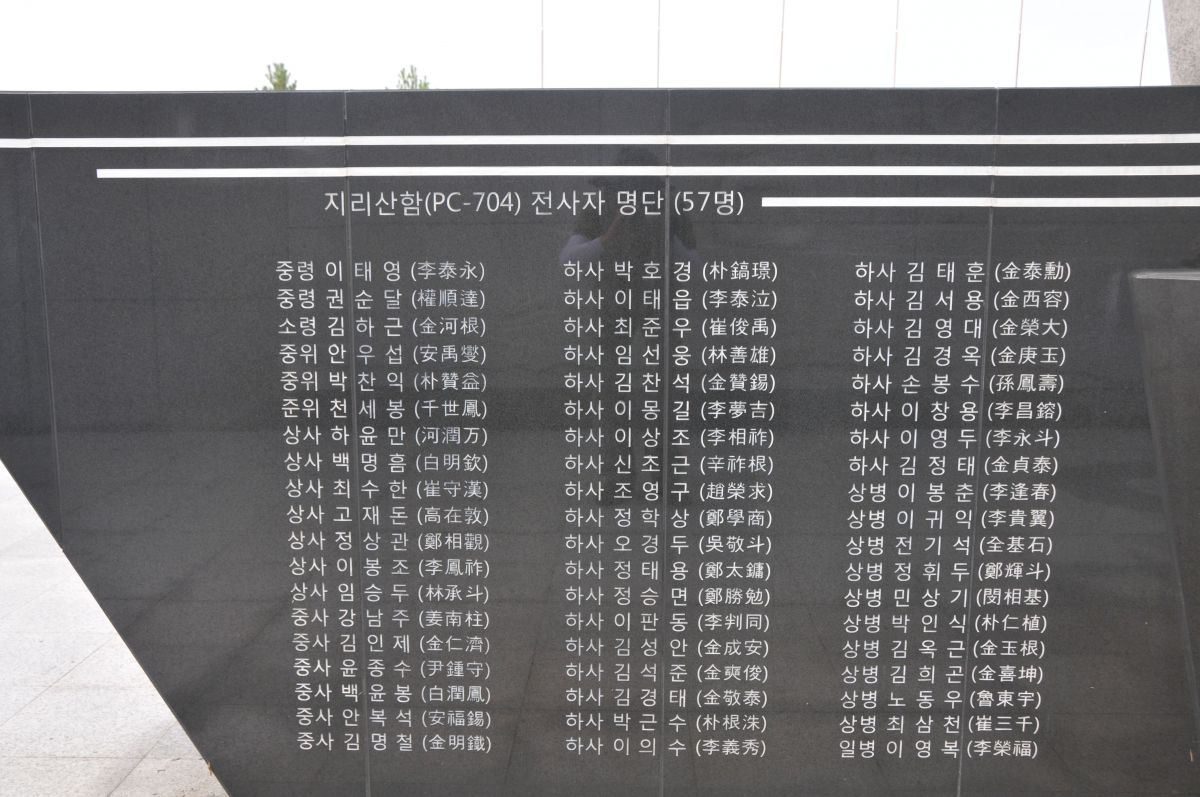 지리산함(PC-704) 전사자 명단 (57명)
중령 이 태 영 (李泰永)
중령 권 순 달 (權順達)
소령 김 하 근 (金河根)
중위 안 우 섭 (安禹燮)
중위 박 찬 익 (朴贊益)
준위 천 세 봉 (千世鳳)
상사 하 윤 만 (河潤万)
상사 백 명 흠 (白明欽)
상사 최 수 한 (崔守漢)
상사 고 재 돈 (高在敦)
상사 정 상 관 (鄭相觀)
상사 이 봉 조 (李鳳祚)
상사 임 승 두 (林承斗)
중사 강 남 주 (姜南柱)
중사 김 인 제 (金仁濟)
중사 윤 종 수 (尹鍾守)
중사 백 윤 봉 (白潤鳳)
중사 안 복 석 (安福錫)
중사 김 명 철 (金明鐵)
하사 박 호 경 (朴鎬璟)
하사 이 태 읍 (李泰泣)
하사 최 준 우 (崔俊禹)
하사 임 선 웅 (林善雄)
하사 김 찬 석 (金贊錫)
하사 이 몽 길 (李夢吉)
하사 이 상 조 (李相祚)
하사 신 조 근 (辛祚根)
하사 조 영 구 (趙榮求)
하사 정 학 상 (鄭學商)
하사 오 경 두 (吳敬斗)
하사 정 태 용 (鄭太鏞)
하사 정 승 면 (鄭勝勉)
하사 이 판 동 (李判同)
하사 김 성 안 (金成安)
하사 김 석 준 (金奭俊)
하사 김 경 태 (金敬泰)
하사 박 근 수 (朴根洙)
하사 이 의 수 (李義秀)
하사 김 태 훈 (金泰勳)
하사 김 서 용 (金西容)
하사 김 영 대 (金榮大)
하사 김 경 옥 (金庚玉)
하사 손 봉 수 (孫鳳壽)
하사 이 창 용 (李昌鎔)
하사 이 영 두 (李永斗)
하사 김 정 태 (金貞泰)
상병 이 봉 춘 (李逢春)
상병 이 귀 익 (李貴翼)
상병 전 기 석 (全基石)
상병 정 휘 두 (鄭輝斗)
상병 민 상 기 (閔相基)
상병 박 인 식 (朴仁植)
상병 김 옥 근 (金玉根)
상병 김 희 곤 (金喜坤)
상병 노 동 우 (魯東宇)
상병 최 삼 천 (崔三千)
일병 이 영 복 (李榮福)